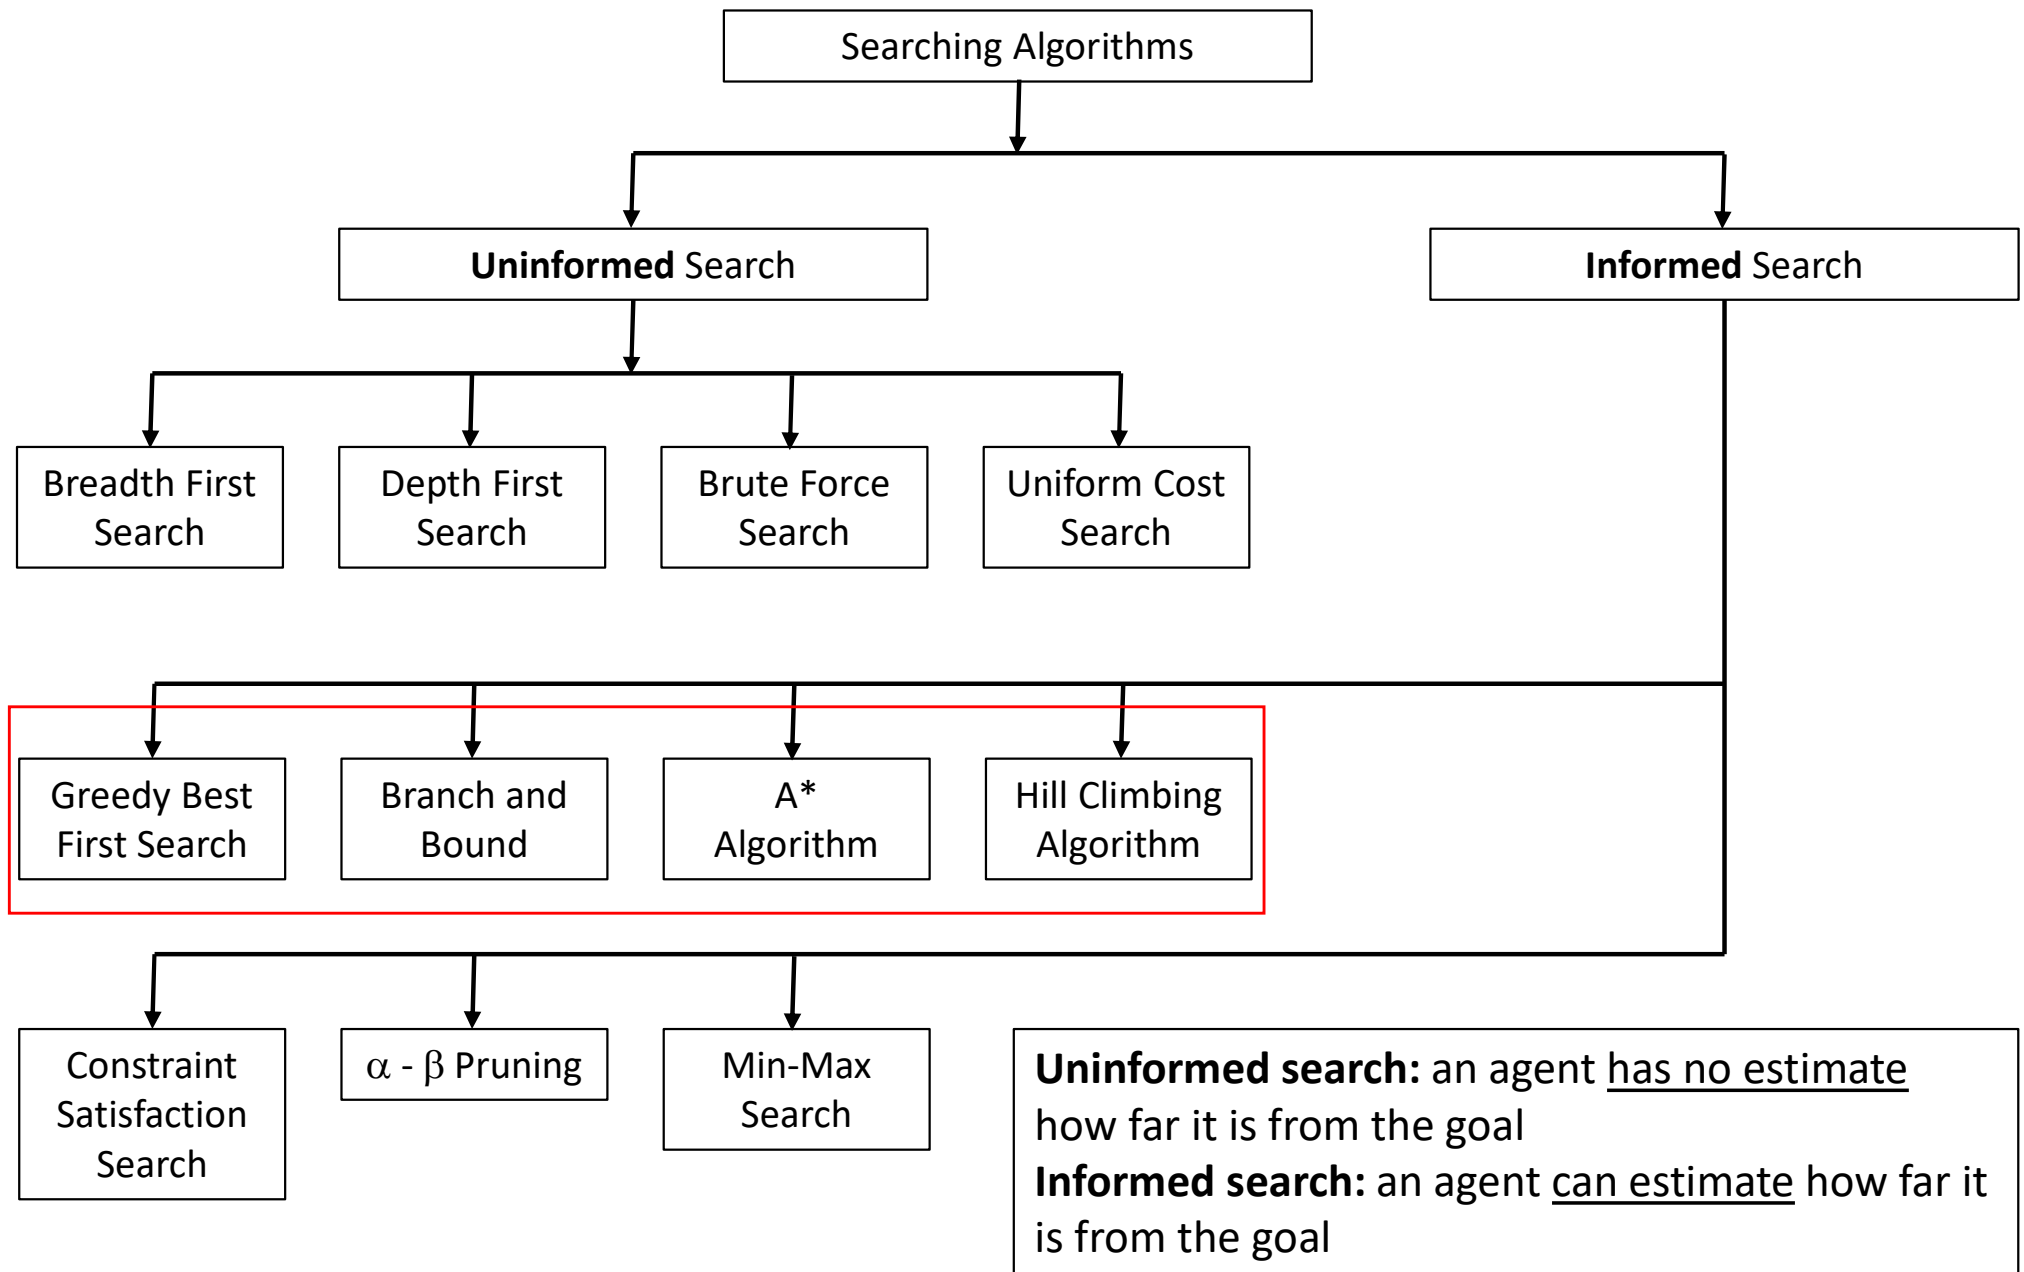 Searching Algorithms
Uninformed Search
Informed Search
Breadth First
Search
Depth First
Search
Brute Force
Search
Uniform Cost
Search
Greedy Best
First Search
Branch and
Bound
A*
Algorithm
Hill Climbing
Algorithm
Constraint
Satisfaction
Search
α - β Pruning
Min-Max
Search
Uninformed search: an agent has no estimate
how far it is from the goal
Informed search: an agent can estimate how far it
is from the goal